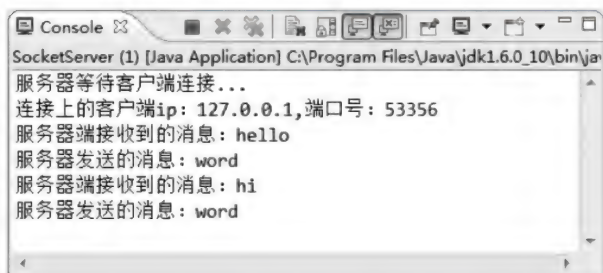 Console
SocketServer (1) [Java Application] C:\Program Files\Java\jdk1.6.0_10\bin\ja
服务器等待客户端连接...
连接上的客户端ip：127.0.0.1,端口号：53356
服务器端接收到的消息：hello
服务器发送的消息：word
服务器端接收到的消息：hi
服务器发送的消息：word